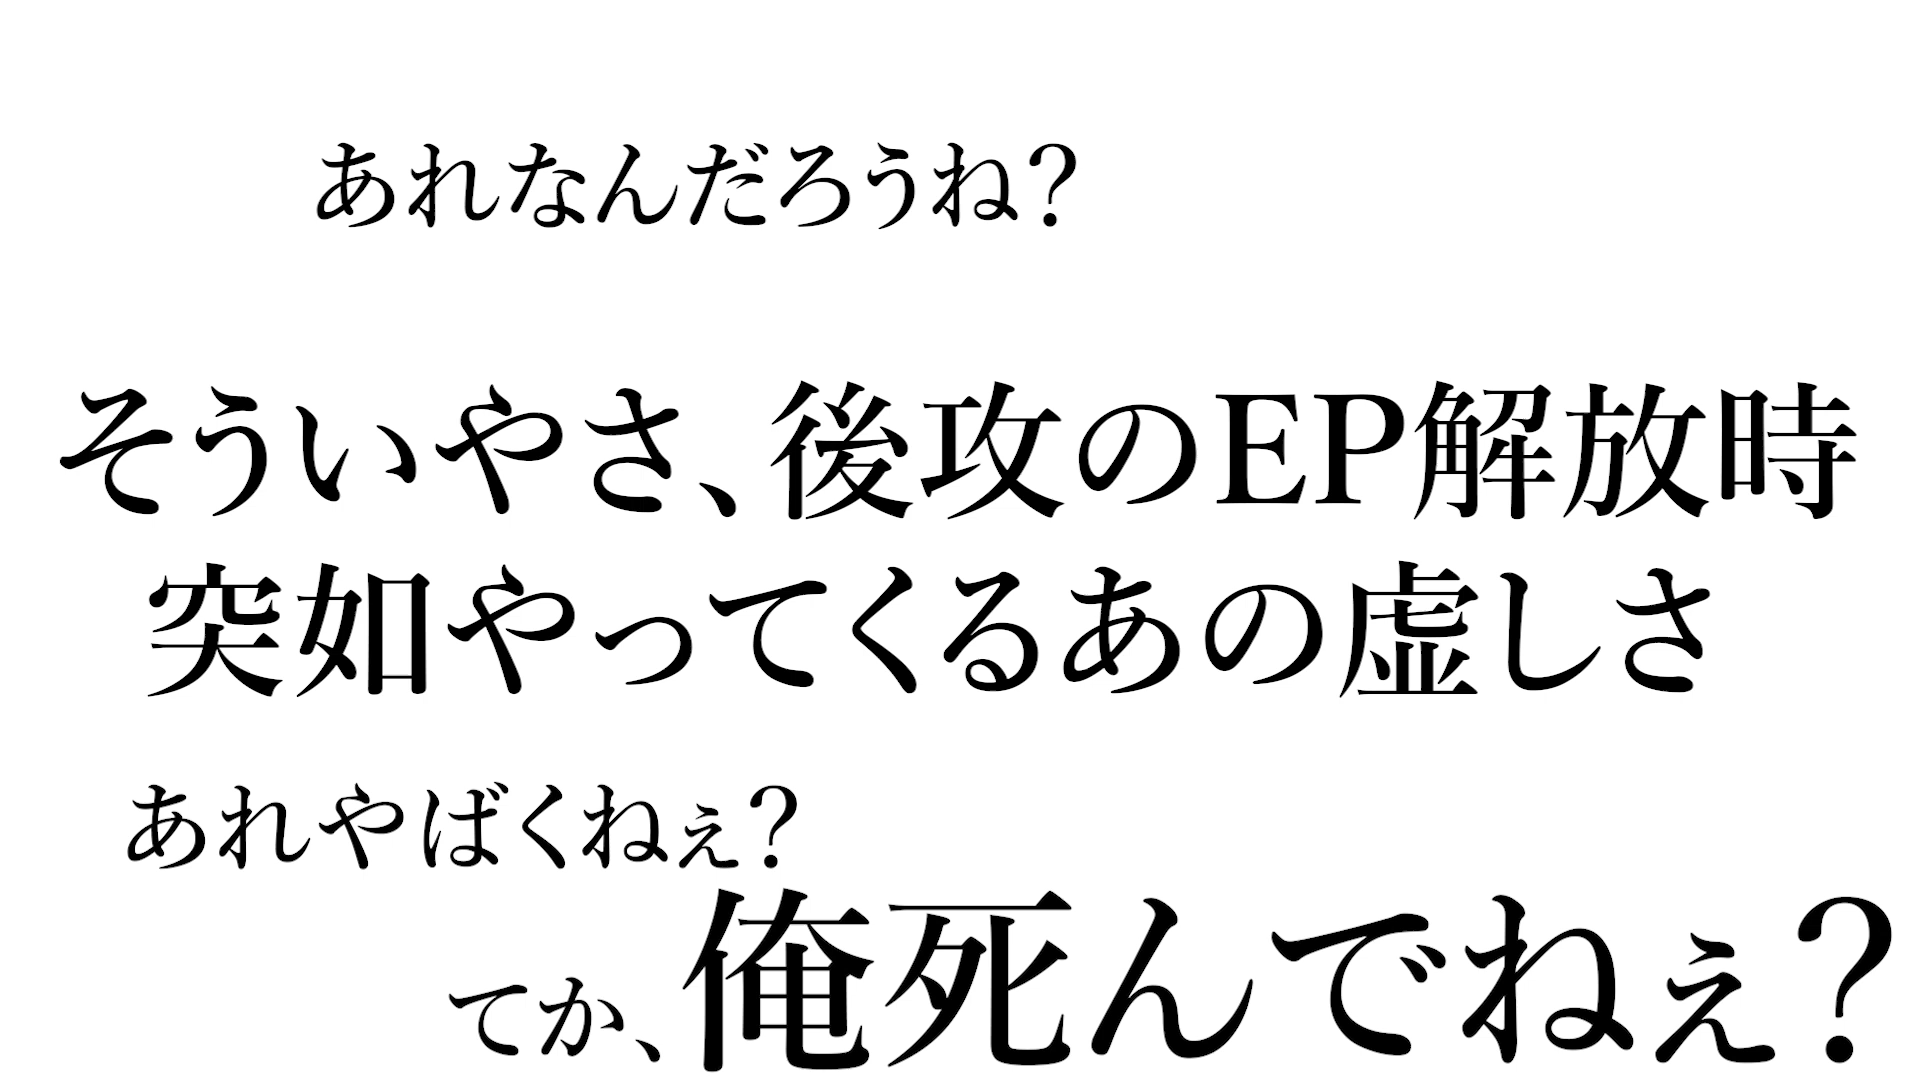 あれなんだろうね？
そういやさ、後攻のEP解放時
突如やってくるあの虚しさ
あれやばくねぇ？
てか、俺死んでねぇ？